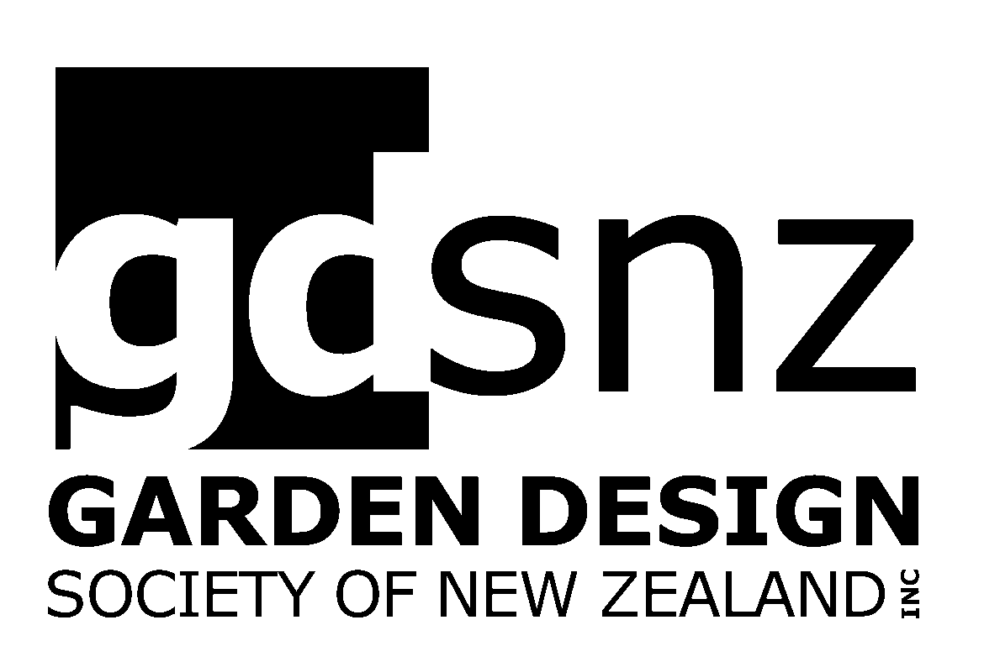 gdsnz
GARDEN DESIGN
SOCIETY OF NEW ZEALAND INC